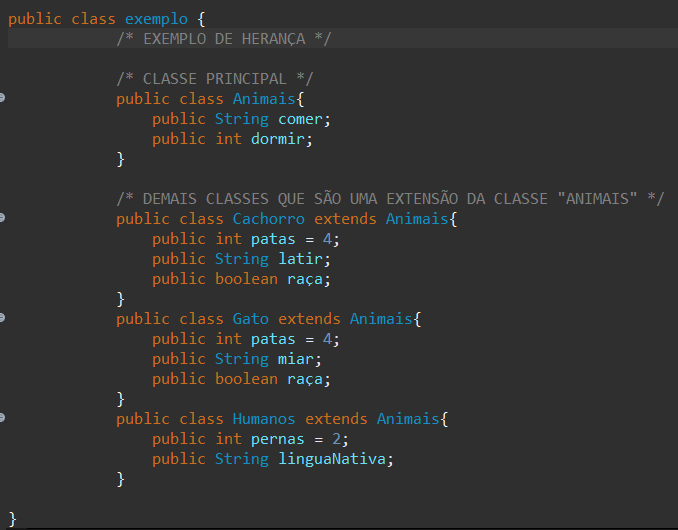 public class exemplo {
/* EXEMPLO DE HERANÇA */
/* CLASSE PRINCIPAL */
public class Animais{
public String comer;
public int dormir;
}
/* DEMAIS CLASSES QUE SÃO UMA EXTENSÃO DA CLASSE "ANIMAIS" */
public class Cachorro extends Animais{
public int patas = 4;
public String latir;
public boolean raça;
}
public class Gato extends Animais{
public int patas = 4;
public String miar;
public boolean raça;
}
public class Humanos extends Animais{
public int pernas = 2;
public String linguaNativa;
}
}